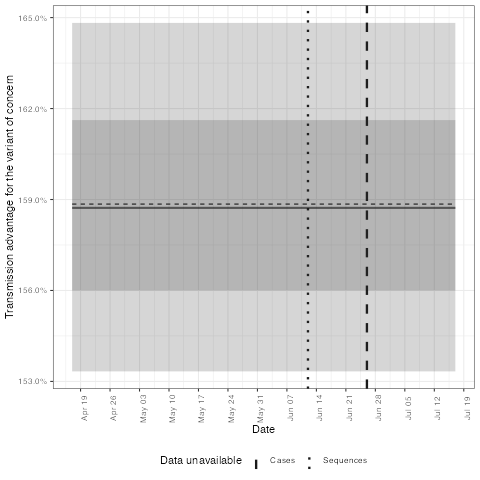 Transmission advantage for the variant of concern
165.0%
162.0%
159.0%
156.0%
153.0%
Apr 19
Apr 26
May 03
May 10
May 17
May 24
May 31
Jun 07
Jun 14
Jun 21
Jun 28
Jul 05
Jul 12
Jul 19
Date
Data unavailable Cases Sequences